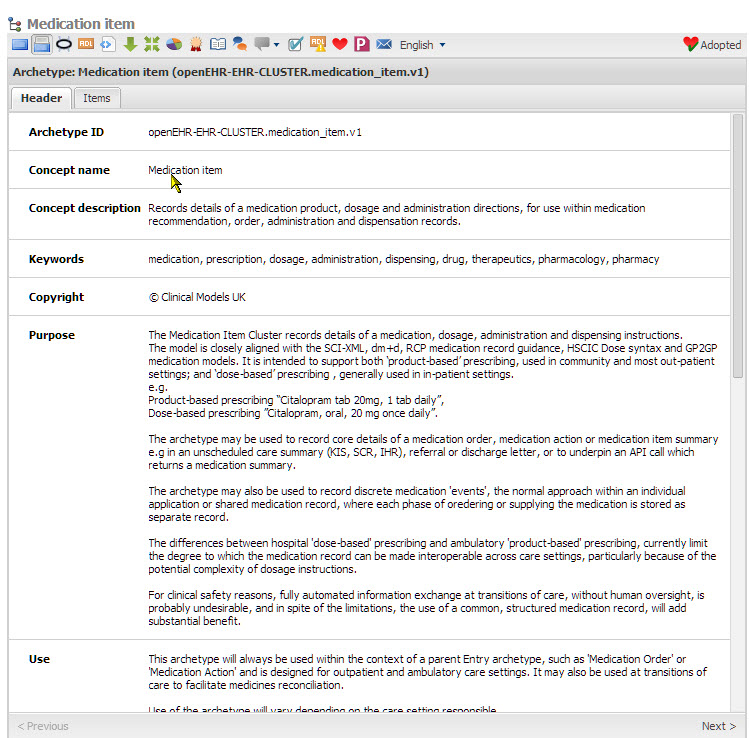 Medication item
ADL
ADL
P
English
Adopted
Archetype: Medication item (openEHR-EHR-CLUSTER.medication_item.v1)
Header Items
Archetype ID openEHR-EHR-CLUSTER.medication_item.v1
Concept name Medication item
Concept description Records details of a medication product, dosage and administration directions, for use within medication
recommendation, order, administration and dispensation records.
Keywords medication, prescription, dosage, administration, dispensing, drug, therapeutics, pharmacology, pharmacy
Copyright © Clinical Models UK
Purpose The Medication Item Cluster records details of a medication, dosage, administration and dispensing instructions.
The model is closely aligned with the SCI-XML, dm+d, RCP medication record guidance, HSCIC Dose syntax and GP2GP
medication models. It is intended to support both ‘product-based’ prescribing, used in community and most out-patient
settings; and ‘dose-based’ prescribing , generally used in in-patient settings.
e.g.
Product-based prescribing “Citalopram tab 20mg, 1 tab daily”,
Dose-based prescribing ”Citalopram, oral, 20 mg once daily”.
The archetype may be used to record core details of a medication order, medication action or medication item summary
e.g in an unscheduled care summary (KIS, SCR, IHR), referral or discharge letter, or to underpin an API call which
returns a medication summary.
The archetype may also be used to record discrete medication 'events', the normal approach within an individual
application or shared medication record, where each phase of oredering or supplying the medication is stored as
separate record.
The differences between hospital 'dose-based' prescribing and ambulatory 'product-based' prescribing, currently limit
the degree to which the medication record can be made interoperable across care settings, particularly because of the
potential complexity of dosage instructions.
For clinical safety reasons, fully automated information exchange at transitions of care, without human oversight, is
probably undesirable, and in spite of the limitations, the use of a common, structured medication record, will add
substantial benefit.
Use This archetype will always be used within the context of a parent Entry archetype, such as 'Medication Order' or
'Medication Action' and is designed for outpatient and ambulatory care settings. It may also be used at transitions of
care to facilitate medicines reconciliation.
Use of the archetype will vary depending on the care setting responsible.
< Previous Next >